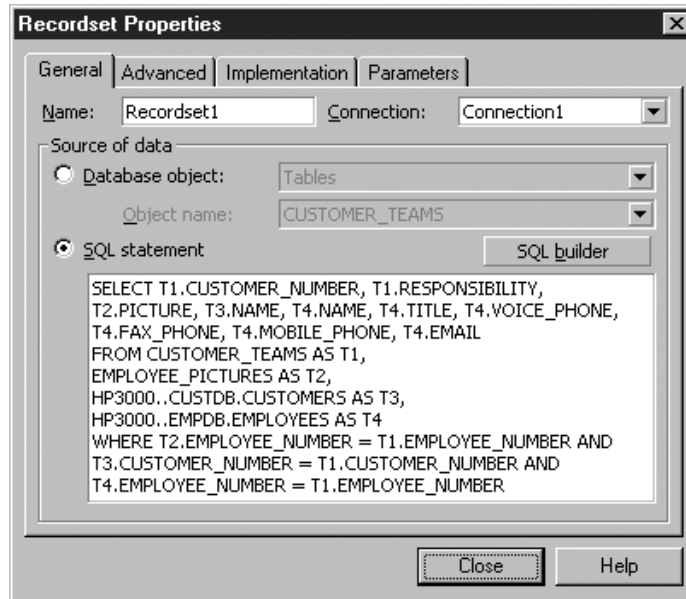 Recordset Properties
General Advanced Implementation Parameters
Name: Recordset1 Connection: Connection1
Source of data
Database object: Tables
Object name: CUSTOMER_TEAMS
SQL statement SQL builder
SELECT T1.CUSTOMER_NUMBER, T1.RESPONSIBILITY,
T2.PICTURE, T3.NAME, T4.NAME, T4.TITLE, T4.VOICE_PHONE,
T4.FAX_PHONE, T4.MOBILE_PHONE, T4.EMAIL
FROM CUSTOMER_TEAMS AS T1,
EMPLOYEE_PICTURES AS T2,
HP3000..CUSTDB.CUSTOMERS AS T3,
HP3000..EMPDB.EMPLOYEES AS T4
WHERE T2.EMPLOYEE_NUMBER = T1.EMPLOYEE_NUMBER AND
T3.CUSTOMER_NUMBER = T1.CUSTOMER_NUMBER AND
T4.EMPLOYEE_NUMBER = T1.EMPLOYEE_NUMBER
Close Help